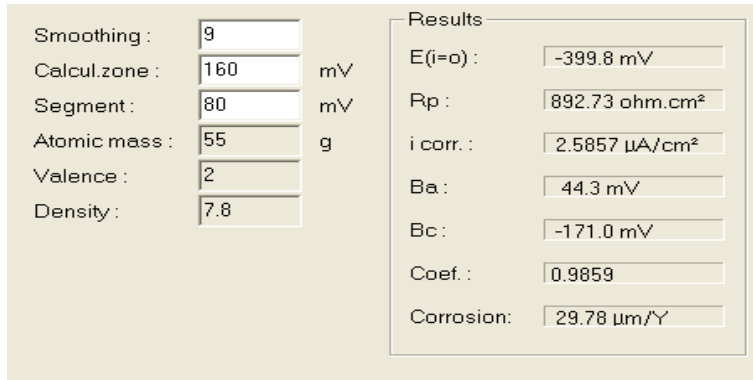 Smoothing : 9
Calcul.zone : 160 mV
Segment : 80 mV
Atomic mass : 55 g
Valence : 2
Density : 7.8
Results
E(i=o) : -399.8 mV
Rp : 892.73 ohm.cm²
i corr. : 2.5857 µA/cm²
Ba : 44.3 mV
Bc : -171.0 mV
Coef. : 0.9859
Corrosion: 29.78 µm/Y